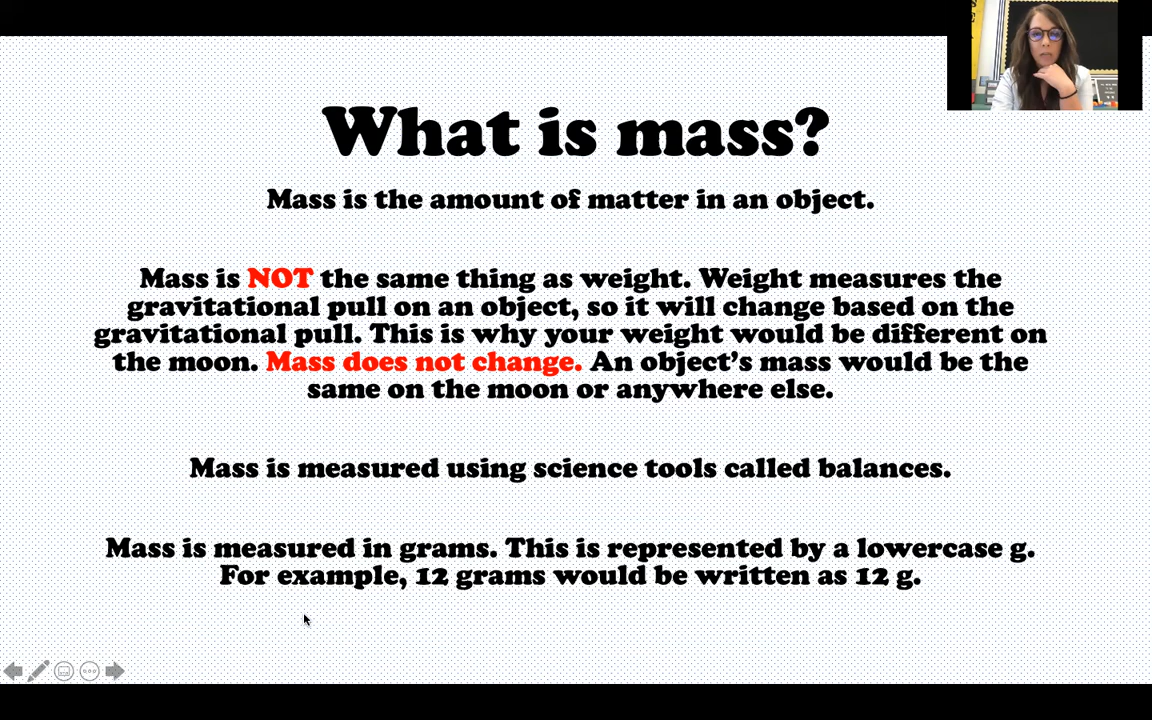 What is mass?
Mass is the amount of matter in an object.
Mass is NOT the same thing as weight. Weight measures the
gravitational pull on an object, so it will change based on the
gravitational pull. This is why your weight would be different on
the moon. Mass does not change. An object’s mass would be the
same on the moon or anywhere else.
Mass is measured using science tools called balances.
Mass is measured in grams. This is represented by a lowercase g.
For example, 12 grams would be written as 12 g.